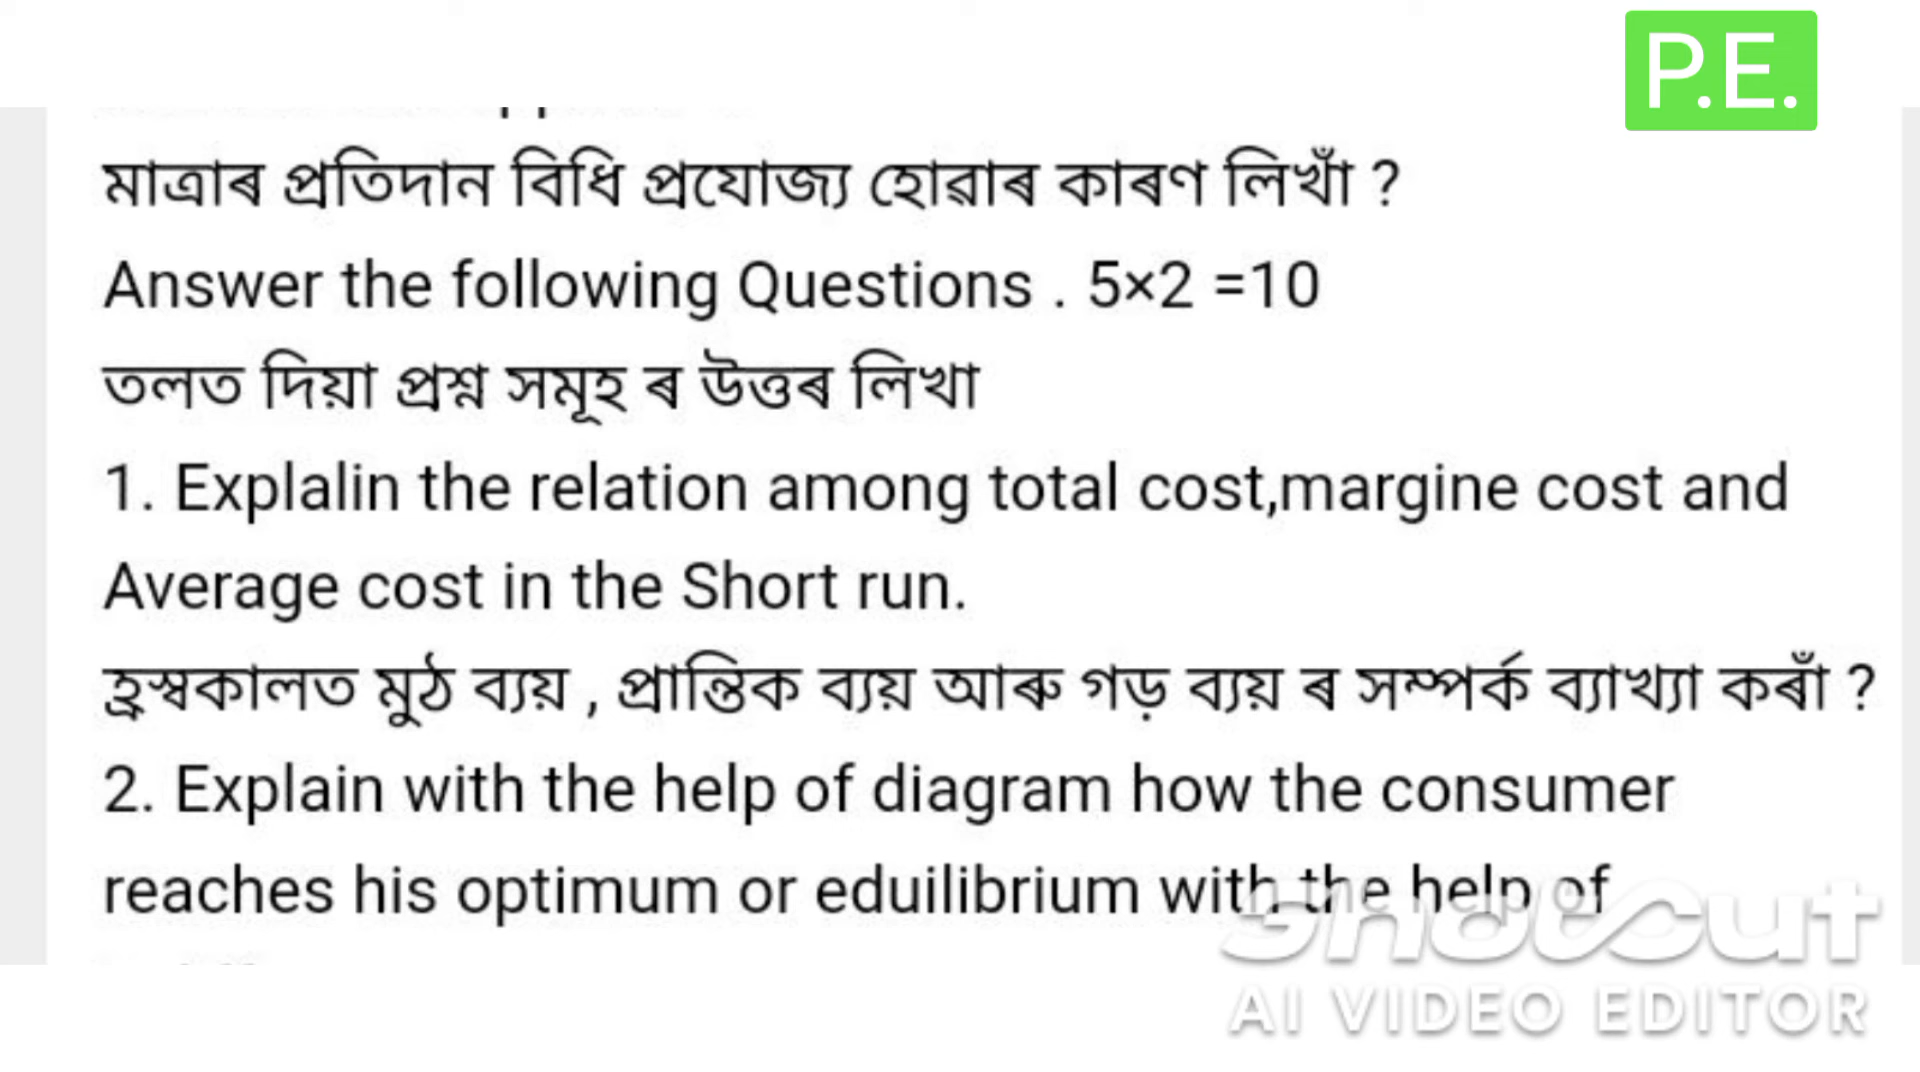 P.E.
মাত্ৰাৰ প্ৰতিদান বিধি প্ৰযোজ্য হোৱাৰ কাৰণ লিখাঁ ?
Answer the following Questions . 5×2 =10
তলত দিয়া প্ৰশ্ন সমূহ ৰ উত্তৰ লিখা
1. Explalin the relation among total cost,margine cost and
Average cost in the Short run.
হ্ৰস্বকালত মুঠ ব্যয় , প্ৰান্তিক ব্যয় আৰু গড় ব্যয় ৰ সম্পৰ্ক ব্যাখ্যা কৰাঁ ?
2. Explain with the help of diagram how the consumer
reaches his optimum or eduilibrium with the help of
ShotCut
AI VIDEO EDITOR